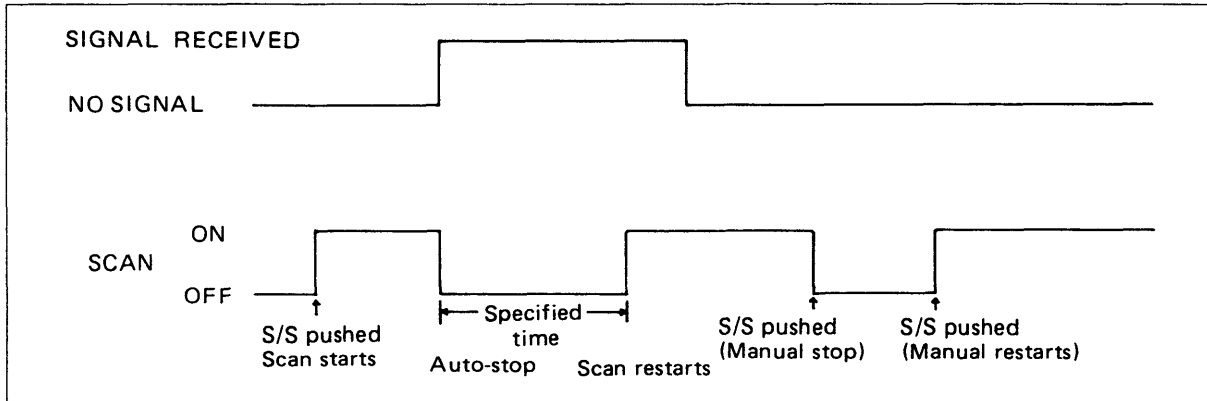 SIGNAL RECEIVED
NO SIGNAL
SCAN
ON
OFF
S/S pushed
Scan starts
Specified
time
Auto-stop
Scan restarts
S/S pushed
(Manual stop)
S/S pushed
(Manual restarts)